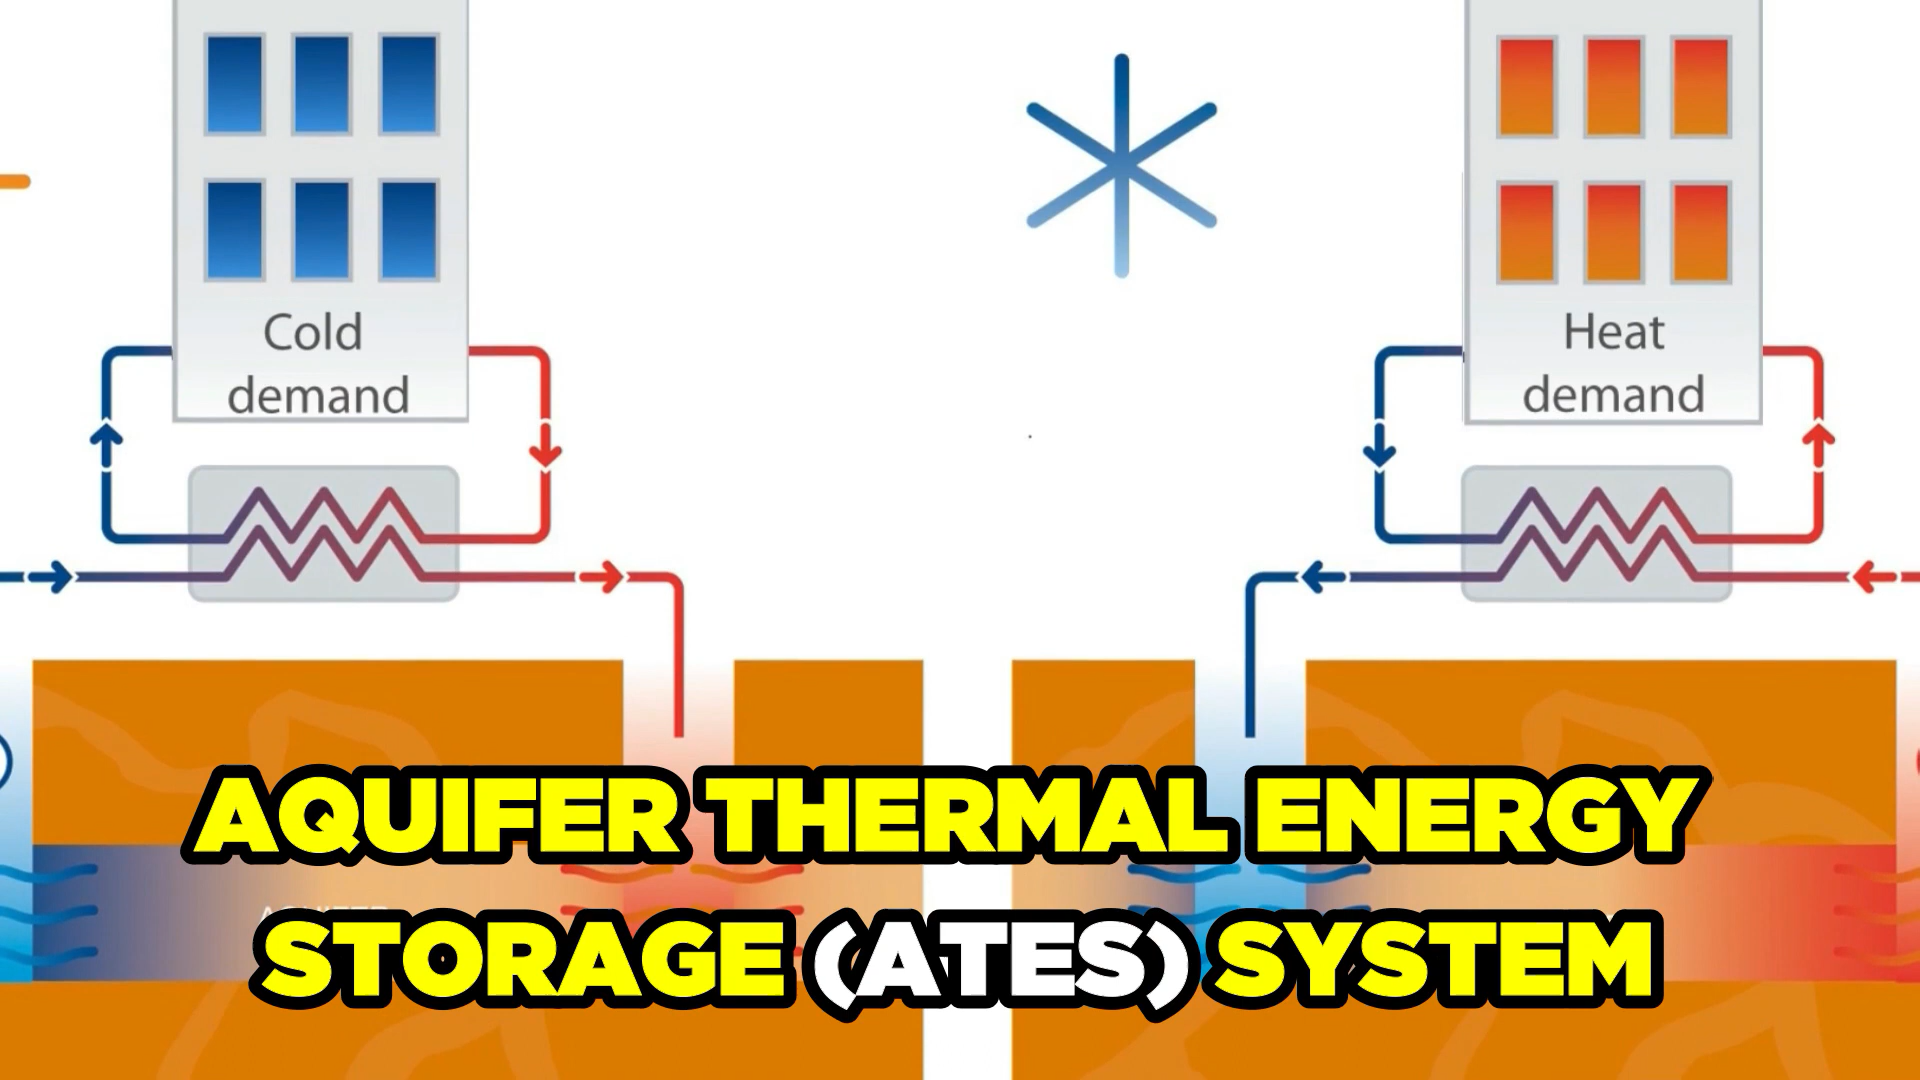 Cold
demand
Heat
demand
AQUIFER THERMAL ENERGY
STORAGE (ATES) SYSTEM